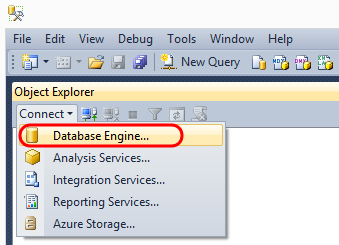 File Edit View Debug Tools Window Help
New Query
Object Explorer
Connect
Database Engine...
Analysis Services...
Integration Services...
Reporting Services...
Azure Storage...